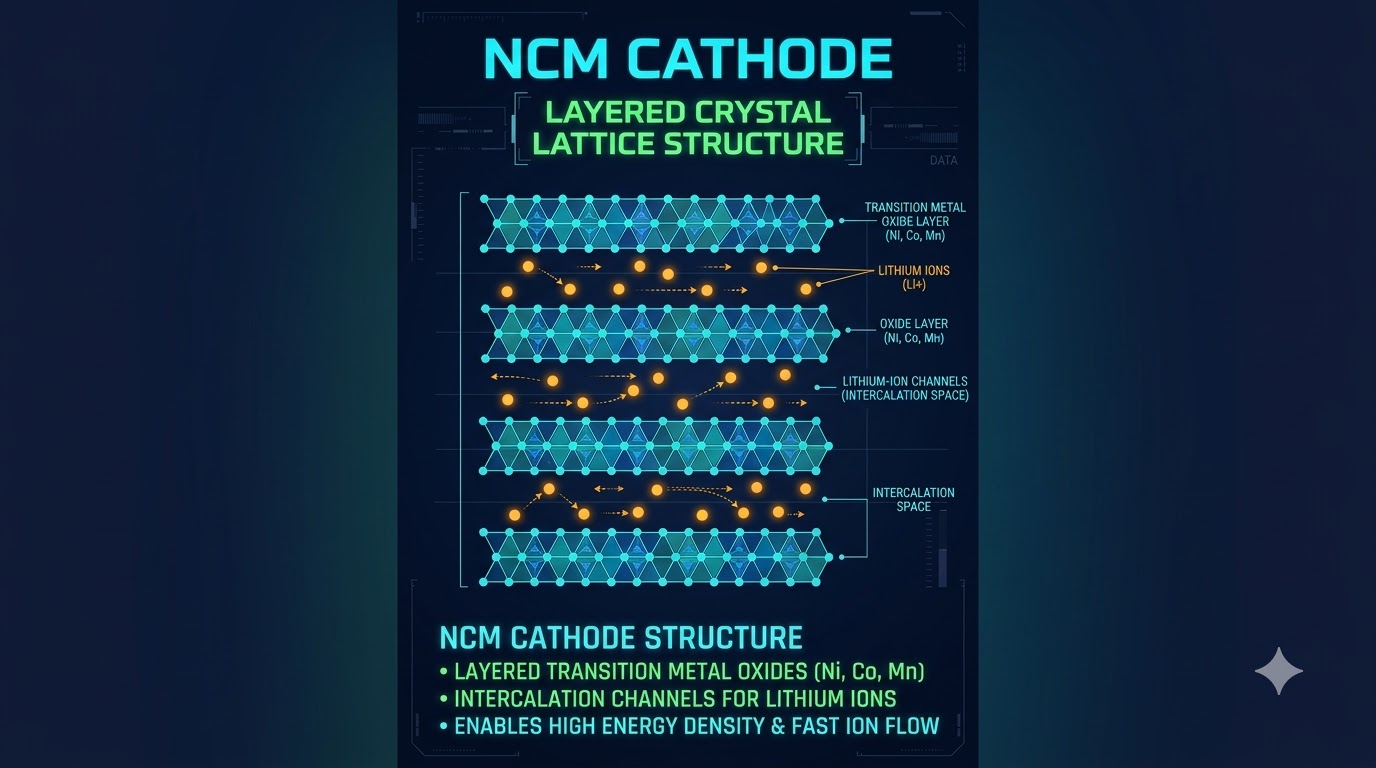 NCM CATHODE
LAYERED CRYSTAL
LATTICE STRUCTURE
DATA
TRANSITION METAL
OXIBE LAYER
(NI, Co, Mn)
LITHIUM IONS
(LI+)
OXIDE LAYER
(NI, Co, Mn)
LITHIUM-ION CHANNELS
(INTERCALATION SPACE)
INTERCALATION
SPACE
NCM CATHODE STRUCTURE
• LAYERED TRANSITION METAL OXIDES (Ni, Co, Mn)
• INTERCALATION CHANNELS FOR LITHIUM IONS
• ENABLES HIGH ENERGY DENSITY & FAST ION FLOW